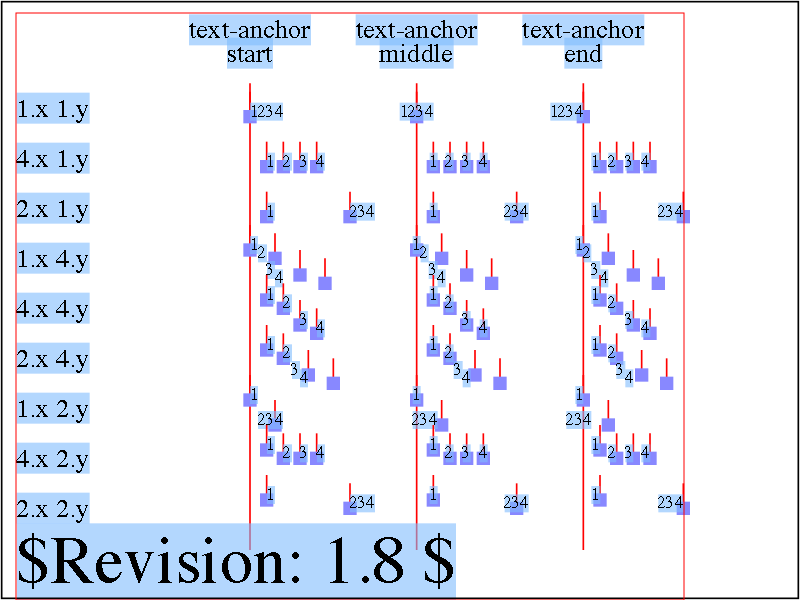 text-anchor text-anchor text-anchor
start middle end
1.x 1.y 1234 1234 1234
4.x 1.y 1 2 3 4 1 2 3 4 1 2 3 4
2.x 1.y 1 234 1 234 1 234
1.x 4.y 1 2 3 4 1 2 3 4 1 2 3 4
4.x 4.y 1 2 3 4 1 2 3 4 1 2 3 4
2.x 4.y 1 2 3 4 1 2 3 4 1 2 3 4
1.x 2.y 1 234 1 234 1 234
4.x 2.y 1 2 3 4 1 2 3 4 1 2 3 4
2.x 2.y 1 234 1 234 1 234
$Revision: 1.8 $